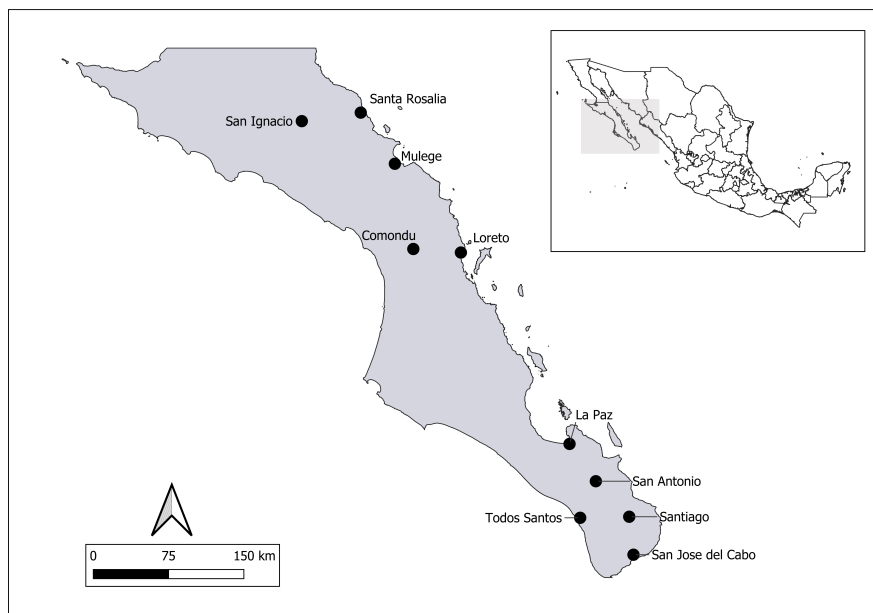 Santa Rosalia
San Ignacio
Mulege
Comondu
Loreto
La Paz
San Antonio
Todos Santos
Santiago
San Jose del Cabo
0 75 150 km